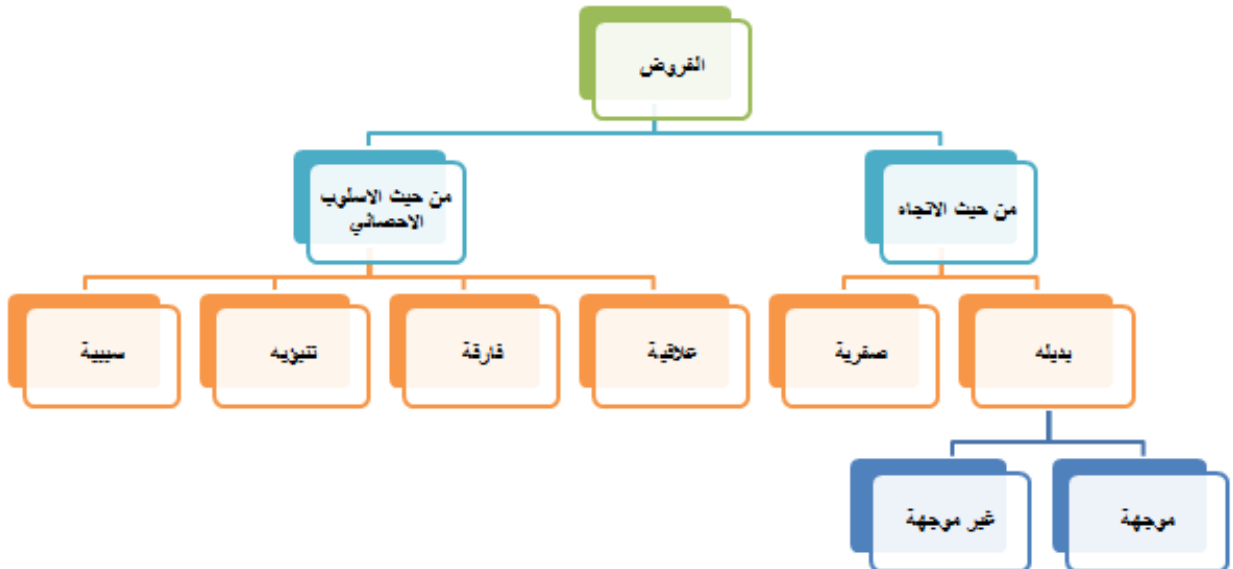 الفروض
من حيث الاتجاه
من حيث الاسلوب
الاحصائي
بديله
صفرية
علاقية
فارقة
تنبؤيه
سببية
موجهة
غير موجهة